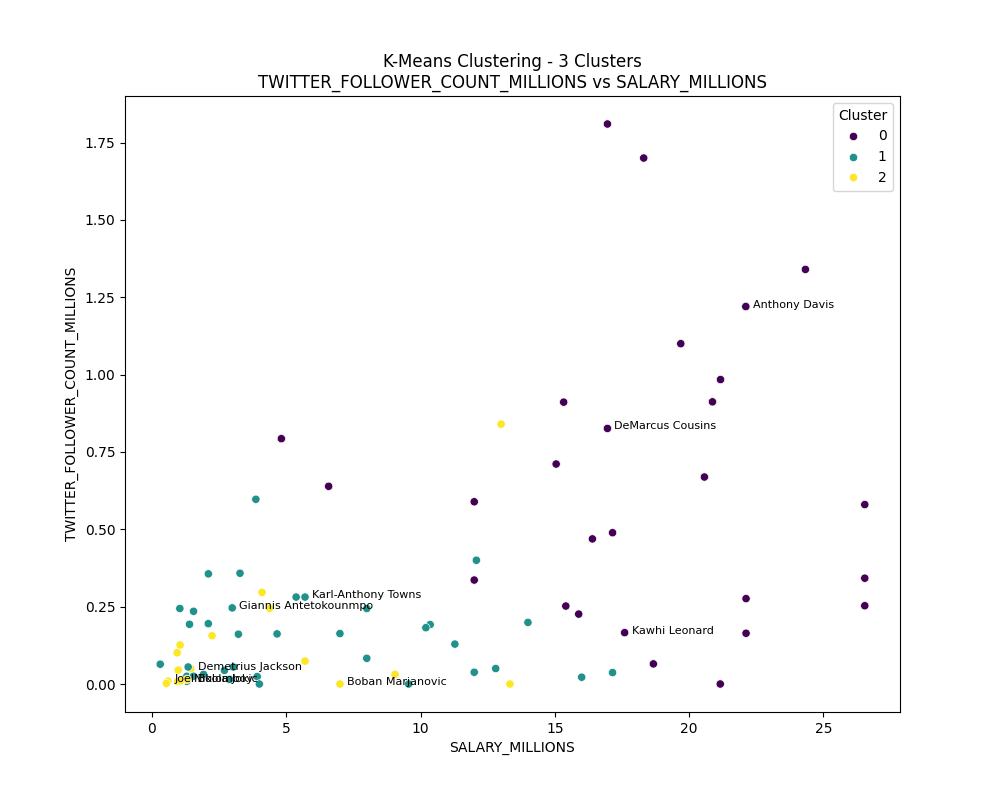 K-Means Clustering - 3 Clusters
TWITTER_FOLLOWER_COUNT_MILLIONS vs SALARY_MILLIONS
Cluster
0
1
2
1.75
1.50
1.25
1.00
0.75
0.50
0.25
0.00
TWITTER_FOLLOWER_COUNT_MILLIONS
Anthony Davis
DeMarcus Cousins
Karl-Anthony Towns
Giannis Antetokounmpo
Kawhi Leonard
Demetrius Jackson
Joel
Boban Marjanovic
0
5
10
15
20
25
SALARY_MILLIONS